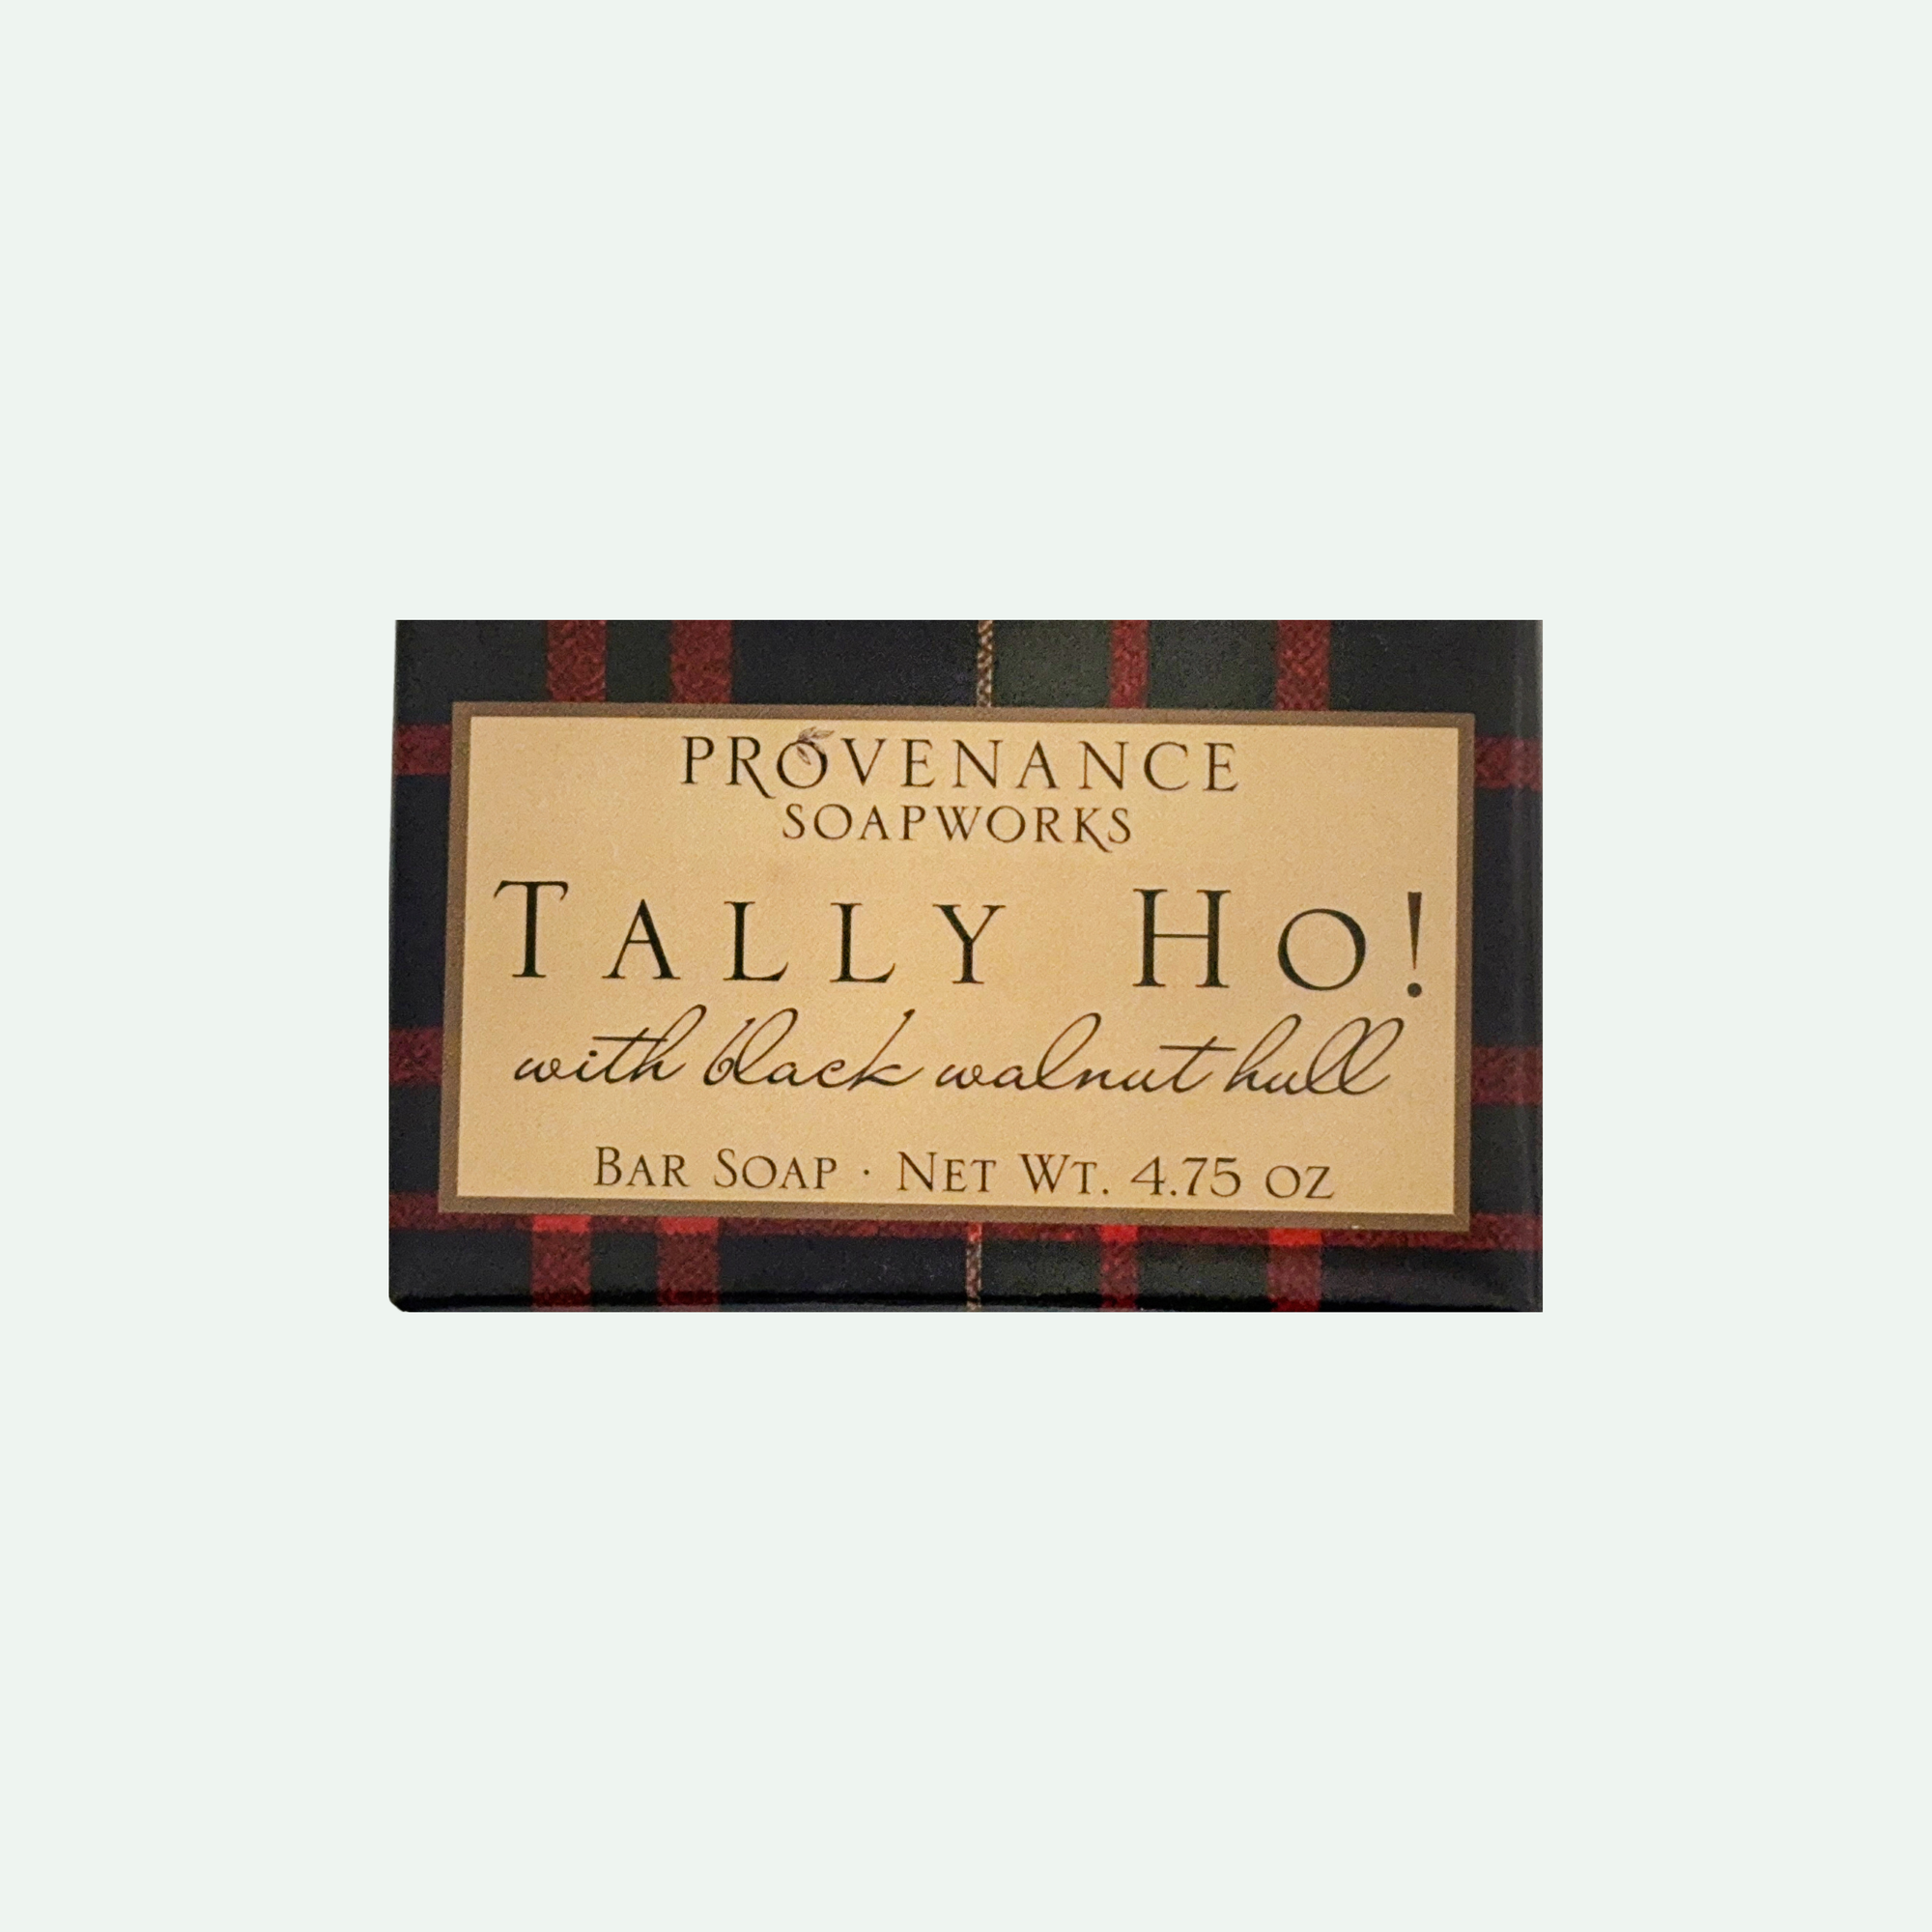 PROVENANCE
SOAPWORKS
TALLY HO!
with black walnut hull
BAR SOAP · NET WT. 4.75 OZ